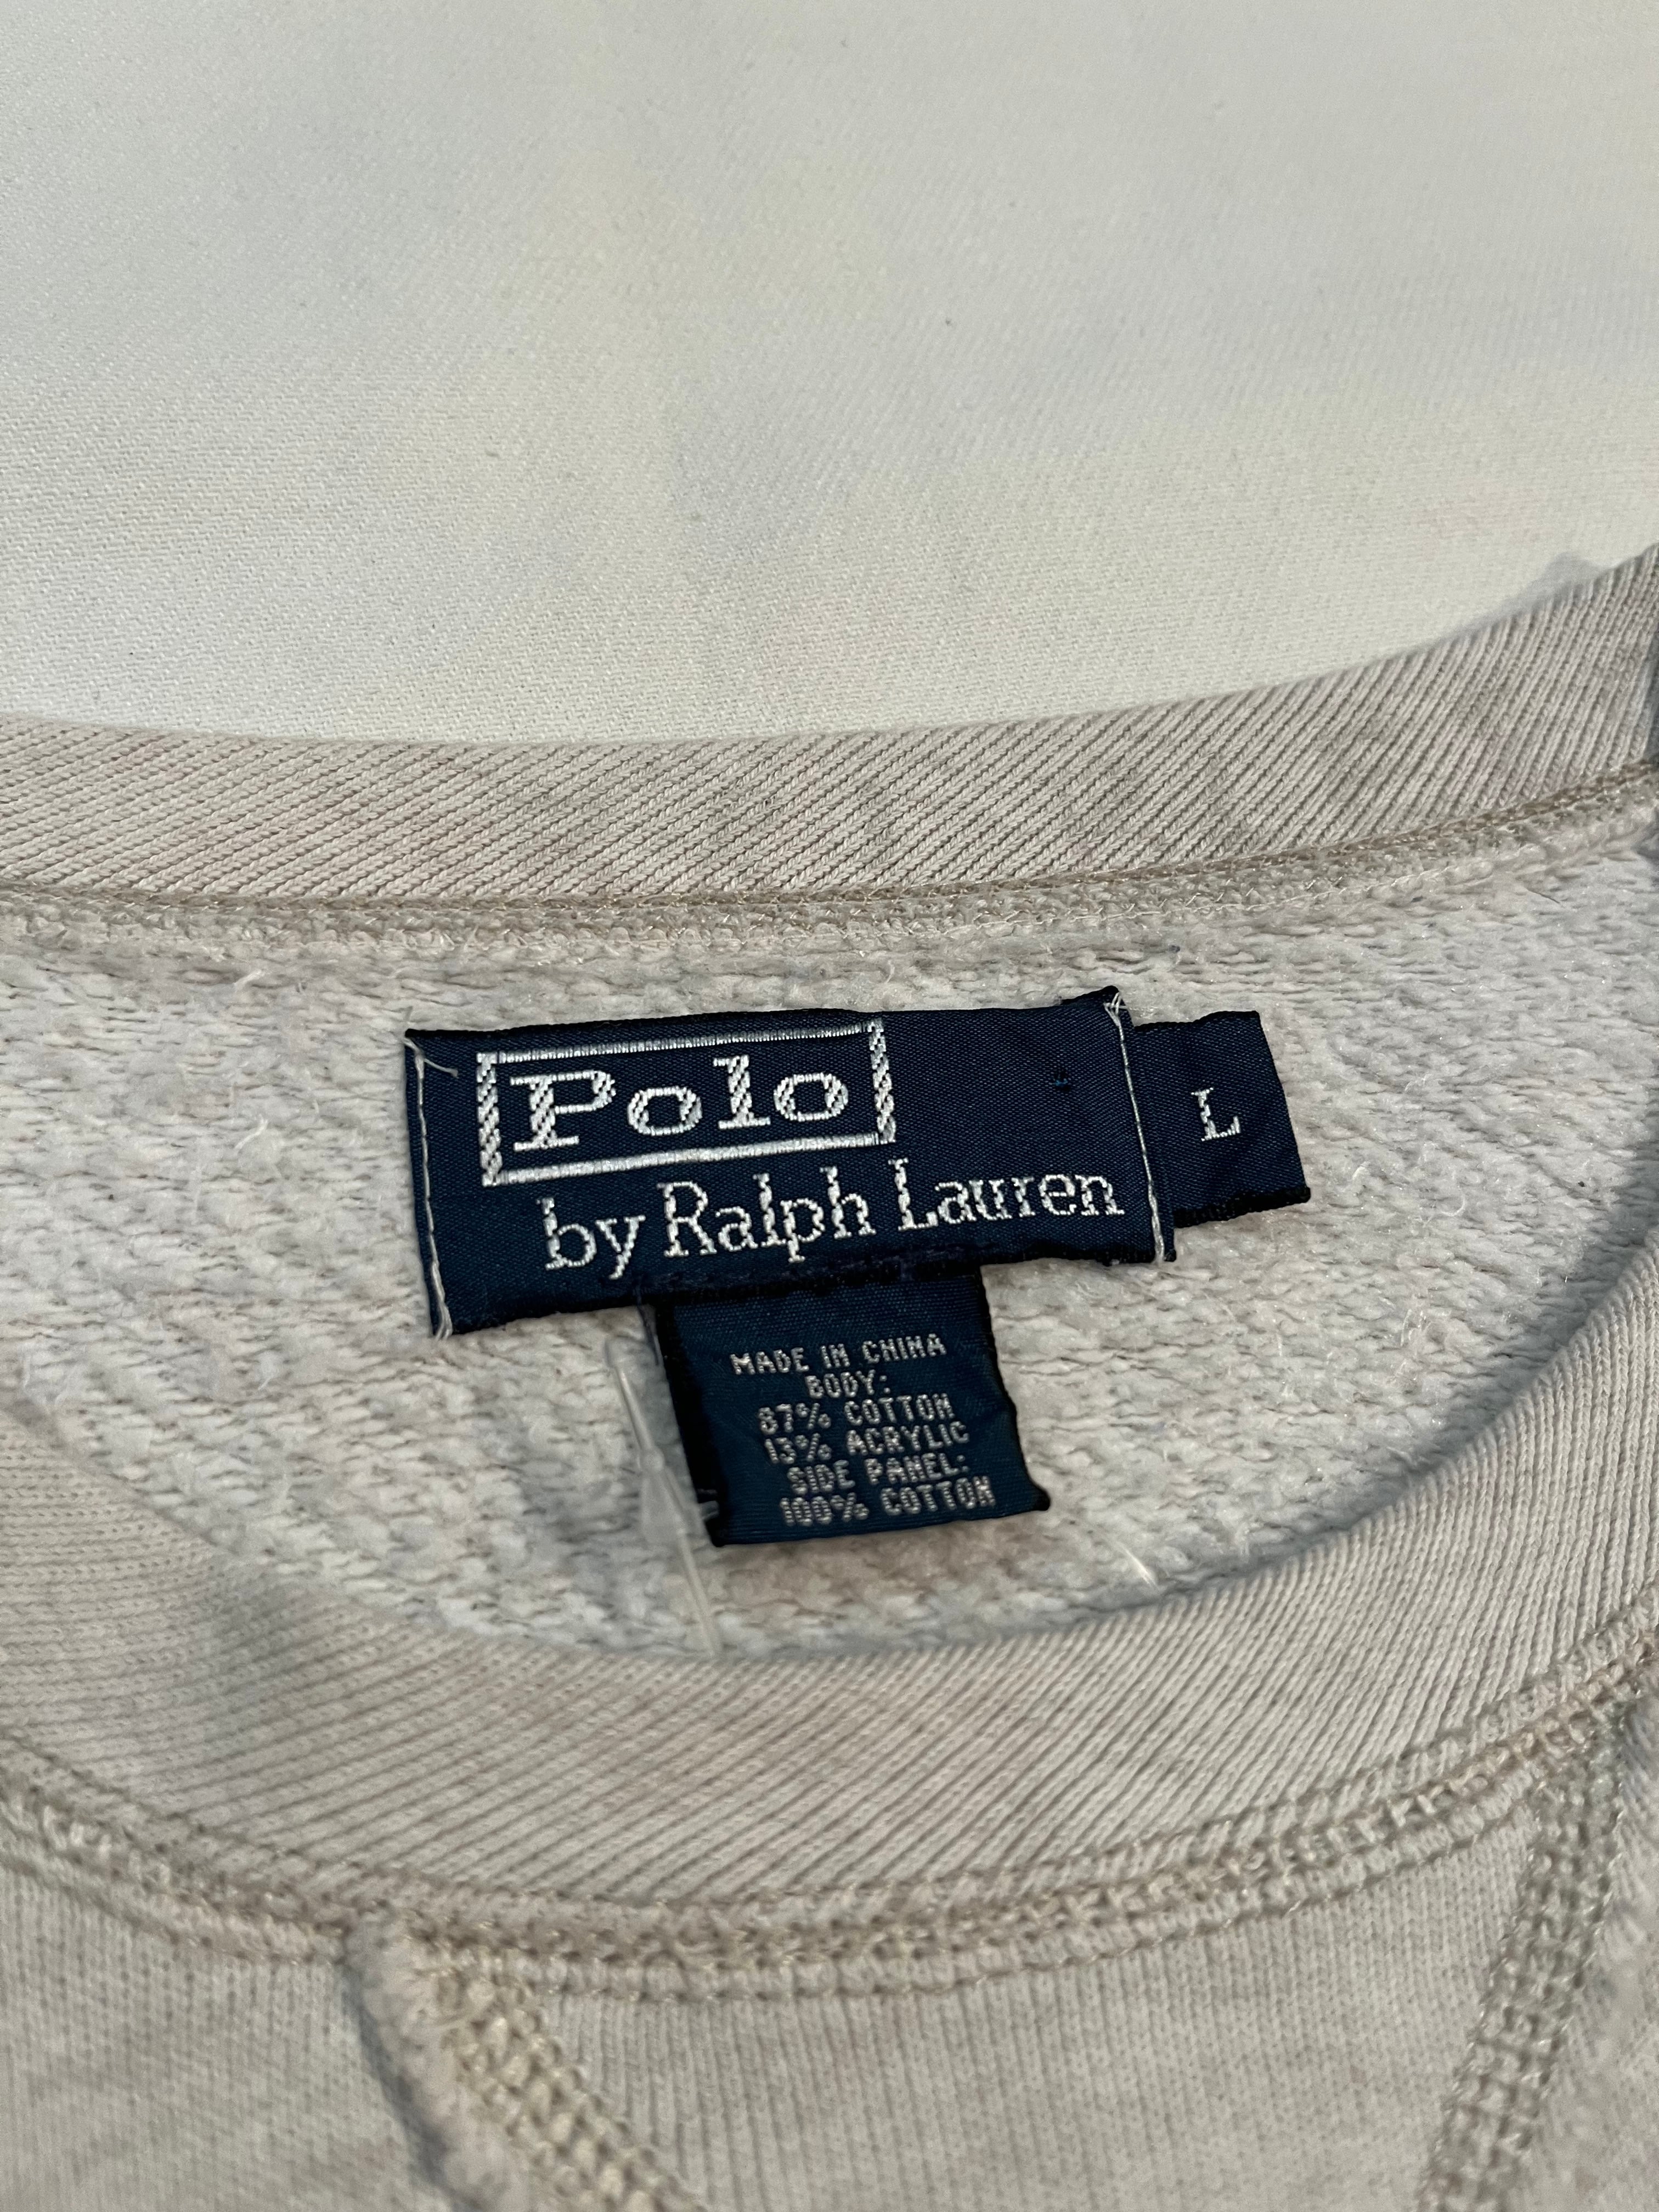 Polo
by Ralph Lauren
L
MADE IN CHINA
BODY:
87% COTTON
13% ACRYLIC
SIDE PANEL:
100% COTTON